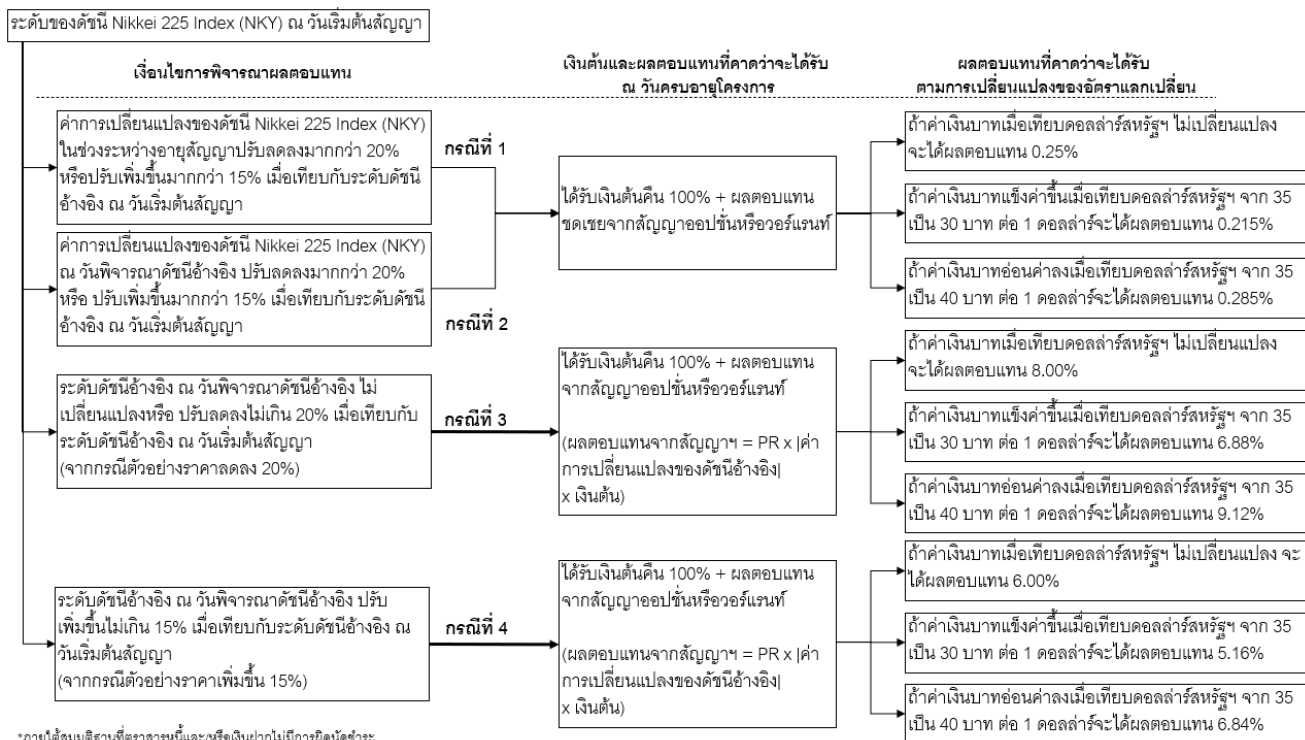 ระดับของดัชนี Nikkei 225 Index (NKY) ณ วันเริ่มต้นสัญญา
เงื่อนไขการพิจารณาผลตอบแทน
เงินต้นและผลตอบแทนที่คาดว่าจะได้รับ
ณ วันครบอายุโครงการ
ผลตอบแทนที่คาดว่าจะได้รับ
ตามการเปลี่ยนแปลงของอัตราแลกเปลี่ยน
ค่าการเปลี่ยนแปลงของดัชนี Nikkei 225 Index (NKY)
ในช่วงระหว่างอายุสัญญาปรับลดลงมากกว่า 20%
หรือปรับเพิ่มขึ้นมากกว่า 15% เมื่อเทียบกับระดับดัชนี
อ้างอิง ณ วันเริ่มต้นสัญญา
กรณีที่ 1
ค่าการเปลี่ยนแปลงของดัชนี Nikkei 225 Index (NKY)
ณ วันพิจารณาดัชนีอ้างอิง ปรับลดลงมากกว่า 20%
หรือ ปรับเพิ่มขึ้นมากกว่า 15% เมื่อเทียบกับระดับดัชนี
อ้างอิง ณ วันเริ่มต้นสัญญา
กรณีที่ 2
ได้รับเงินต้นคืน 100% + ผลตอบแทน
ชดเชยจากสัญญาออปชั่นหรือวอร์แรนท์
ถ้าค่าเงินบาทเมื่อเทียบดอลล่าร์สหรัฐฯ ไม่เปลี่ยนแปลง
จะได้ผลตอบแทน 0.25%
ถ้าค่าเงินบาทแข็งค่าขึ้นเมื่อเทียบดอลล่าร์สหรัฐฯ จาก 35
เป็น 30 บาท ต่อ 1 ดอลล่าร์จะได้ผลตอบแทน 0.215%
ถ้าค่าเงินบาทอ่อนค่าลงเมื่อเทียบดอลล่าร์สหรัฐฯ จาก 35
เป็น 40 บาท ต่อ 1 ดอลล่าร์จะได้ผลตอบแทน 0.285%
ระดับดัชนีอ้างอิง ณ วันพิจารณาดัชนีอ้างอิง ไม่
เปลี่ยนแปลงหรือ ปรับลดลงไม่เกิน 20% เมื่อเทียบกับ
ระดับดัชนีอ้างอิง ณ วันเริ่มต้นสัญญา
(จากกรณีตัวอย่างราคาลดลง 20%)
กรณีที่ 3
ได้รับเงินต้นคืน 100% + ผลตอบแทน
จากสัญญาออปชั่นหรือวอร์แรนท์
(ผลตอบแทนจากสัญญาฯ = PR x |ค่า
การเปลี่ยนแปลงของดัชนีอ้างอิง|
x เงินต้น)
ถ้าค่าเงินบาทเมื่อเทียบดอลล่าร์สหรัฐฯ ไม่เปลี่ยนแปลง
จะได้ผลตอบแทน 8.00%
ถ้าค่าเงินบาทแข็งค่าขึ้นเมื่อเทียบดอลล่าร์สหรัฐฯ จาก 35
เป็น 30 บาท ต่อ 1 ดอลล่าร์จะได้ผลตอบแทน 6.88%
ถ้าค่าเงินบาทอ่อนค่าลงเมื่อเทียบดอลล่าร์สหรัฐฯ จาก 35
เป็น 40 บาท ต่อ 1 ดอลล่าร์จะได้ผลตอบแทน 9.12%
ระดับดัชนีอ้างอิง ณ วันพิจารณาดัชนีอ้างอิง ปรับ
เพิ่มขึ้นไม่เกิน 15% เมื่อเทียบกับระดับดัชนีอ้างอิง ณ
วันเริ่มต้นสัญญา
(จากกรณีตัวอย่างราคาเพิ่มขึ้น 15%)
กรณีที่ 4
ได้รับเงินต้นคืน 100% + ผลตอบแทน
จากสัญญาออปชั่นหรือวอร์แรนท์
(ผลตอบแทนจากสัญญาฯ = PR x |ค่า
การเปลี่ยนแปลงของดัชนีอ้างอิง|
x เงินต้น)
ถ้าค่าเงินบาทเมื่อเทียบดอลล่าร์สหรัฐฯ ไม่เปลี่ยนแปลง จะ
ได้ผลตอบแทน 6.00%
ถ้าค่าเงินบาทแข็งค่าขึ้นเมื่อเทียบดอลล่าร์สหรัฐฯ จาก 35
เป็น 30 บาท ต่อ 1 ดอลล่าร์จะได้ผลตอบแทน 5.16%
ถ้าค่าเงินบาทอ่อนค่าลงเมื่อเทียบดอลล่าร์สหรัฐฯ จาก 35
เป็น 40 บาท ต่อ 1 ดอลล่าร์จะได้ผลตอบแทน 6.84%
*ภายใต้สมมติฐานที่ตราสารหนี้และ/หรือเงินฝากไม่มีการผิดนัดชำระ